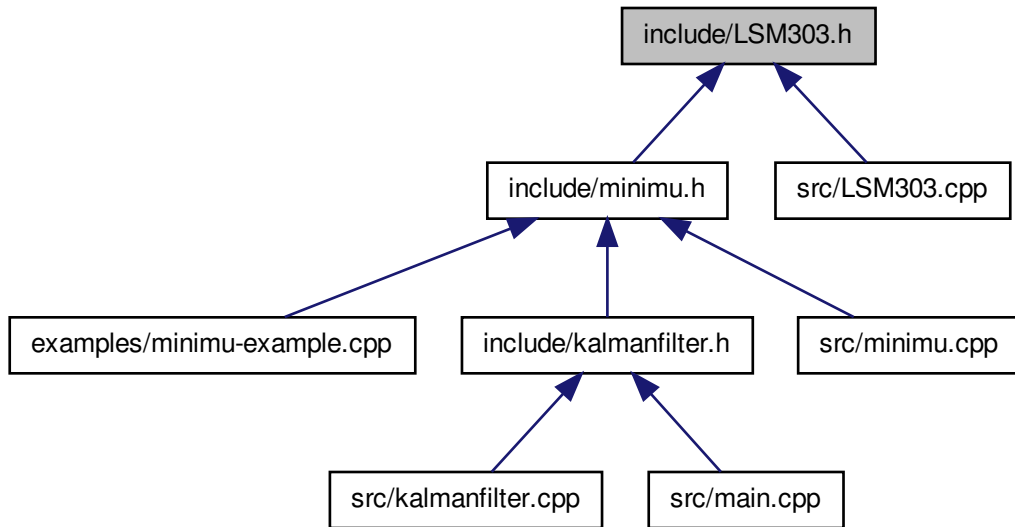 include/LSM303.h
include/minimu.h
src/LSM303.cpp
examples/minimu-example.cpp
include/kalmanfilter.h
src/minimu.cpp
src/kalmanfilter.cpp
src/main.cpp